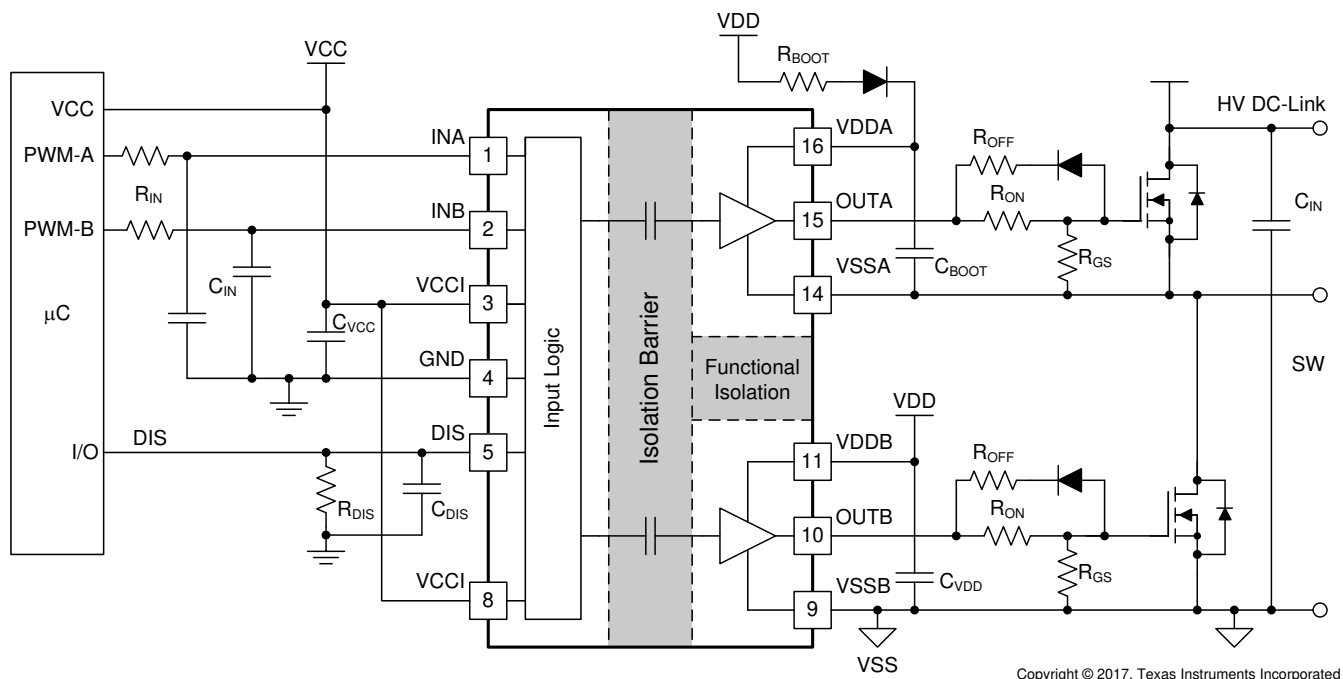 VDD
RBOOT
VCC
HV DC-Link
VCC
INA
VDDA
ROFF
PWM-A
1
16
RIN
RON
CIN
INB
OUTA
PWM-B
2
15
RGS
CIN
VCCI
VSSA
CBOOT
μC
3
14
CVCC
GND
4
Input Logic
Isolation Barrier
Functional
Isolation
SW
VDD
DIS
DIS
VDDB
I/O
5
11
ROFF
RDIS
CDIS
RON
OUTB
10
RGS
VCCI
VSSB
CVDD
8
9
VSS
Copyright © 2017, Texas Instruments Incorporated